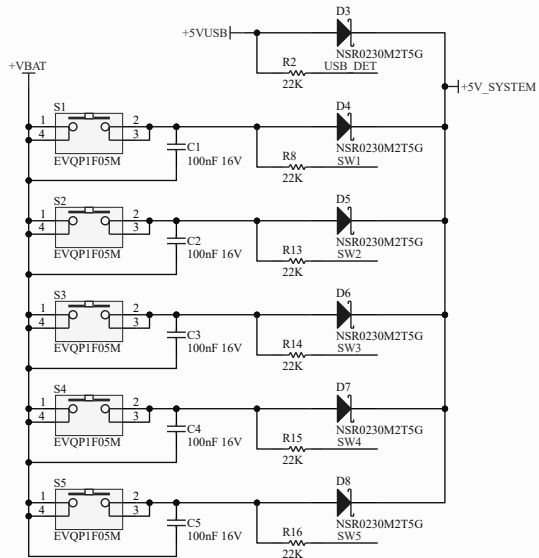 D3
+5VUSB
NSR0230M2T5G
R2
USB_DET
22K
+VBAT
+5V_SYSTEM
S1
D4
1
2
4
3
C1
EVQP1F05M
100nF 16V
NSR0230M2T5G
R8
SW1
22K
S2
D5
1
2
4
3
C2
EVQP1F05M
100nF 16V
NSR0230M2T5G
R13
SW2
22K
S3
D6
1
2
4
3
C3
EVQP1F05M
100nF 16V
NSR0230M2T5G
R14
SW3
22K
S4
D7
1
2
4
3
C4
EVQP1F05M
100nF 16V
NSR0230M2T5G
R15
SW4
22K
S5
D8
1
2
4
3
C5
EVQP1F05M
100nF 16V
NSR0230M2T5G
R16
SW5
22K